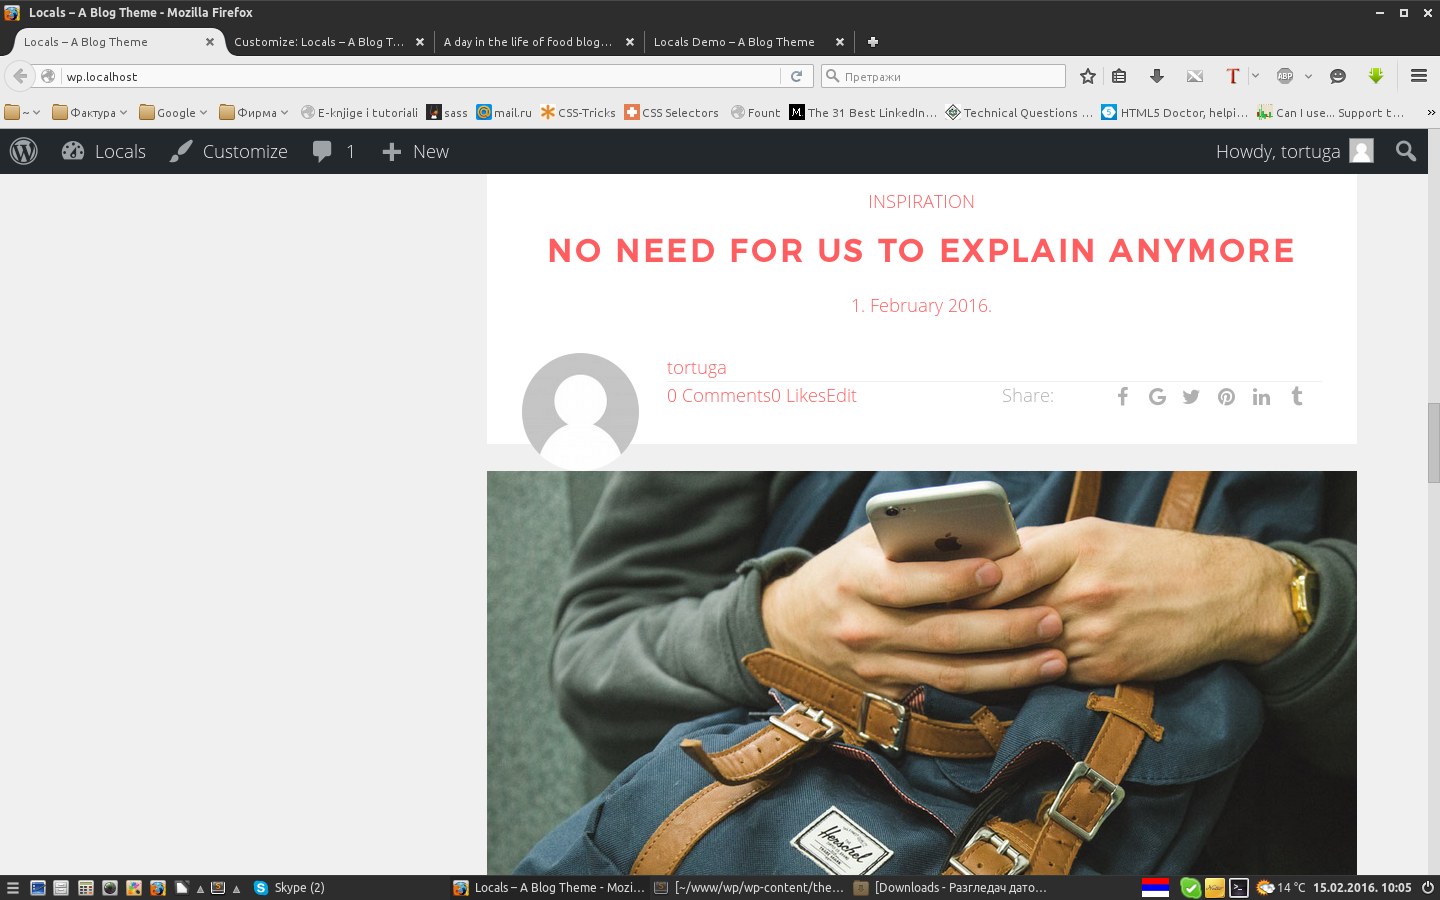 Locals – A Blog Theme - Mozilla Firefox
Locals – A Blog Theme
Customize: Locals – A Blog T...
A day in the life of food blog...
Locals Demo – A Blog Theme
wp.localhost
Претражи
ABP
~
Фактура
Google
Фирма
E-knjige i tutoriali
sass
mail.ru
CSS-Tricks
CSS Selectors
Fount
The 31 Best LinkedIn...
Technical Questions ...
HTML5 Doctor, helpi...
Can I use... Support t...
Locals
Customize
1
New
Howdy, tortuga
INSPIRATION
NO NEED FOR US TO EXPLAIN ANYMORE
1. February 2016.
tortuga
0 Comments0 LikesEdit
Share:
Herschel
Skype (2)
Locals – A Blog Theme - Mozi...
[~/www/wp/wp-content/the...
[Downloads - Разгледач дато...
14 °C
15.02.2016. 10:05